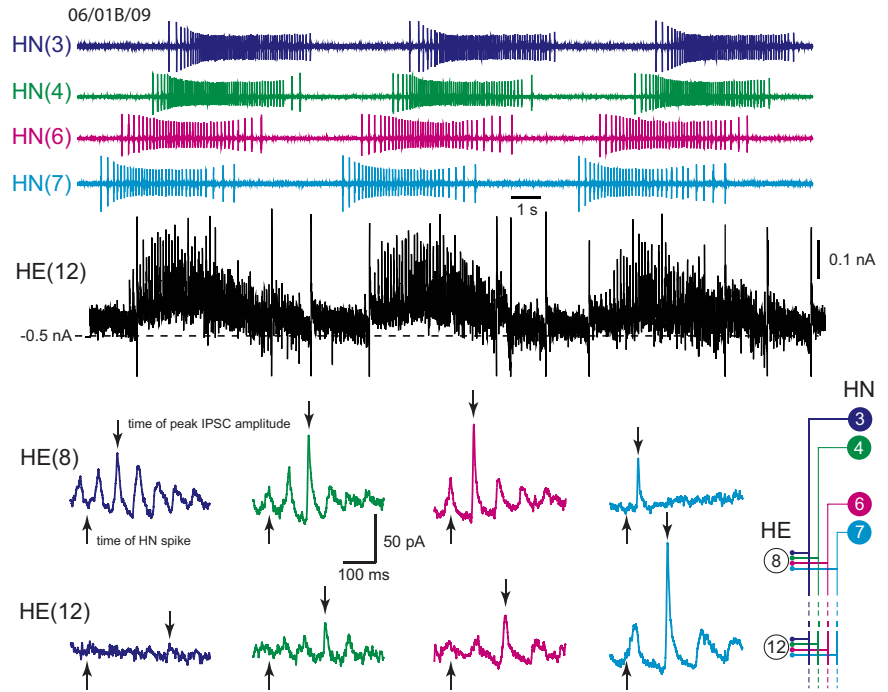 06/01B/09
HN(3)
HN(4)
HN(6)
HN(7)
1 s
HE(12)
0.1 nA
-0.5 nA
HN
3
4
6
7
HE
8
12
HE(8)
time of peak IPSC amplitude
time of HN spike
50 pA
100 ms
HE(12)